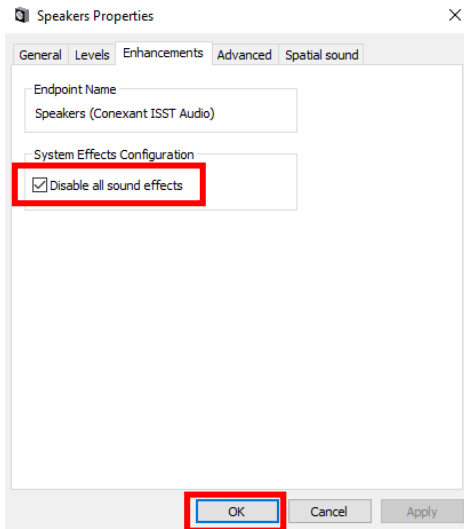 Speakers Properties
General Levels Enhancements Advanced Spatial sound
Endpoint Name
Speakers (Conexant ISST Audio)
System Effects Configuration
Disable all sound effects
OK Cancel Apply